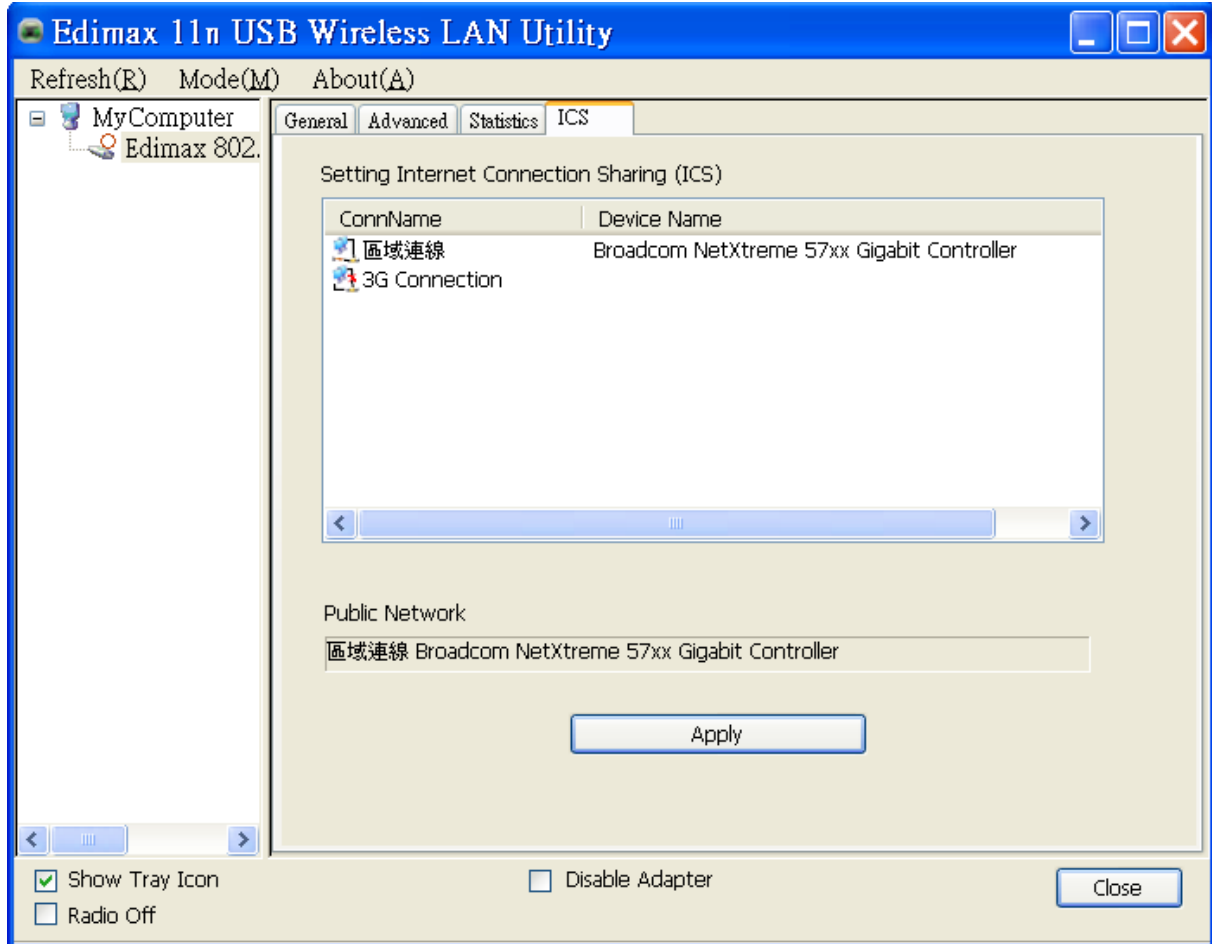 Edimax 11n USB Wireless LAN Utility
Refresh(R) Mode(M) About(A)
MyComputer
Edimax 802.
General Advanced Statistics ICS
Setting Internet Connection Sharing (ICS)
ConnName Device Name
區域連線 Broadcom NetXtreme 57xx Gigabit Controller
3G Connection
Public Network
區域連線 Broadcom NetXtreme 57xx Gigabit Controller
Apply
Show Tray Icon
Disable Adapter
Close
Radio Off